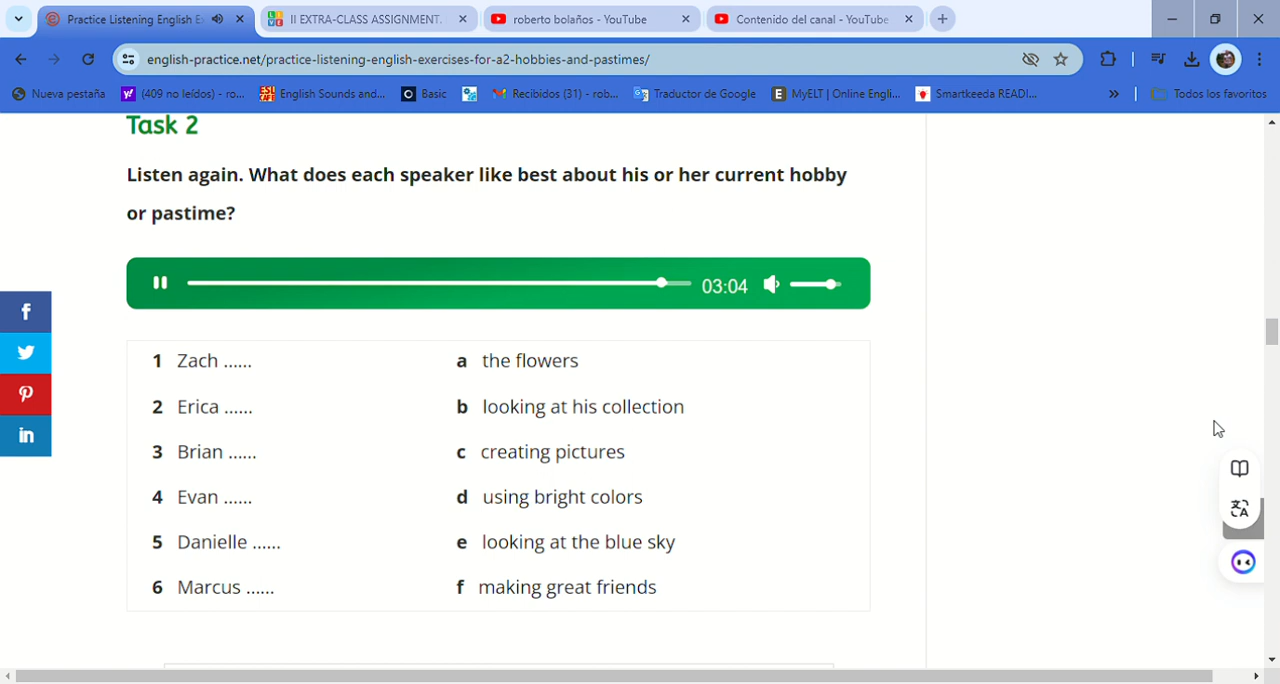 Practice Listening English E
II EXTRA-CLASS ASSIGNMENT.
roberto bolaños - YouTube
Contenido del canal - YouTube
english-practice.net/practice-listening-english-exercises-for-a2-hobbies-and-pastimes/
Nueva pestaña
(409 no leídos) - ro...
English Sounds and...
Basic
Recibidos (31) - rob...
Traductor de Google
E
MyELT | Online Engli...
Smartkeeda READI...
»
Todos los favoritos
Task 2
Listen again. What does each speaker like best about his or her current hobby
or pastime?
03:04
1 Zach ...... a the flowers
2 Erica ...... b looking at his collection
3 Brian ...... c creating pictures
4 Evan ...... d using bright colors
5 Danielle ...... e looking at the blue sky
6 Marcus ...... f making great friends